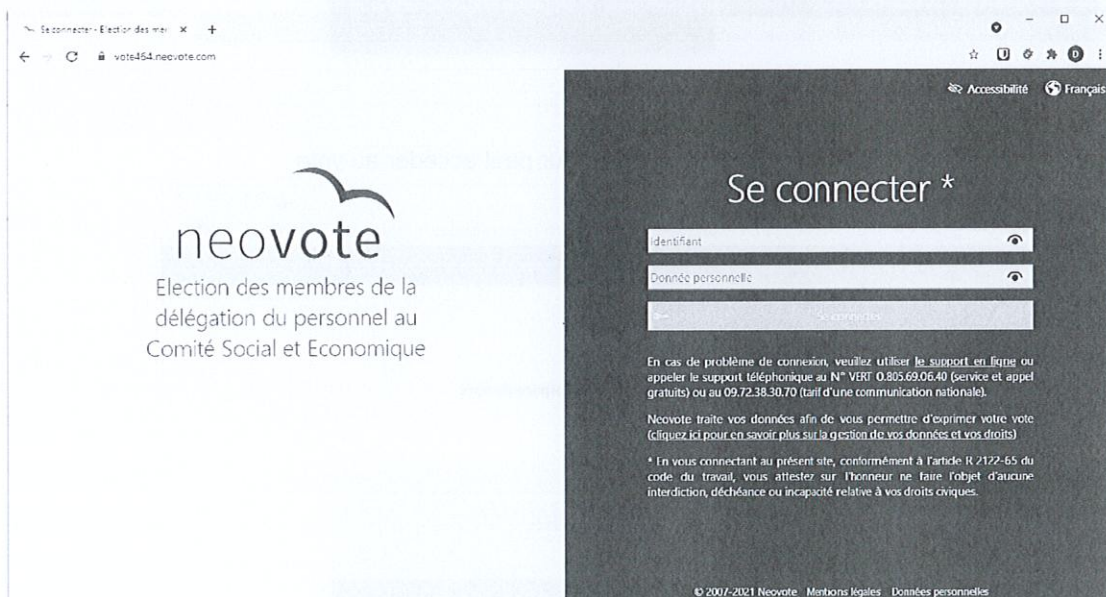 Se connecter - Election des mer
vote464.neovote.com
D
Accessibilité Français
neovote
Election des membres de la
délégation du personnel au
Comité Social et Economique
Se connecter *
Identifiant
Donnée personnelle
Se connecter
En cas de problème de connexion, veuillez utiliser le support en ligne ou
appeler le support téléphonique au N° VERT 0.805.69.06.40 (service et appel
gratuits) ou au 09.72.38.30.70 (tarif d'une communication nationale).
Neovote traite vos données afin de vous permettre d'exprimer votre vote
(cliquez ici pour en savoir plus sur la gestion de vos données et vos droits)
* En vous connectant au présent site, conformément à l'article R 2122-65 du
code du travail, vous attestez sur l'honneur ne faire l'objet d'aucune
interdiction, déchéance ou incapacité relative à vos droits civiques.
© 2007-2021 Neovote Mentions légales Données personnelles